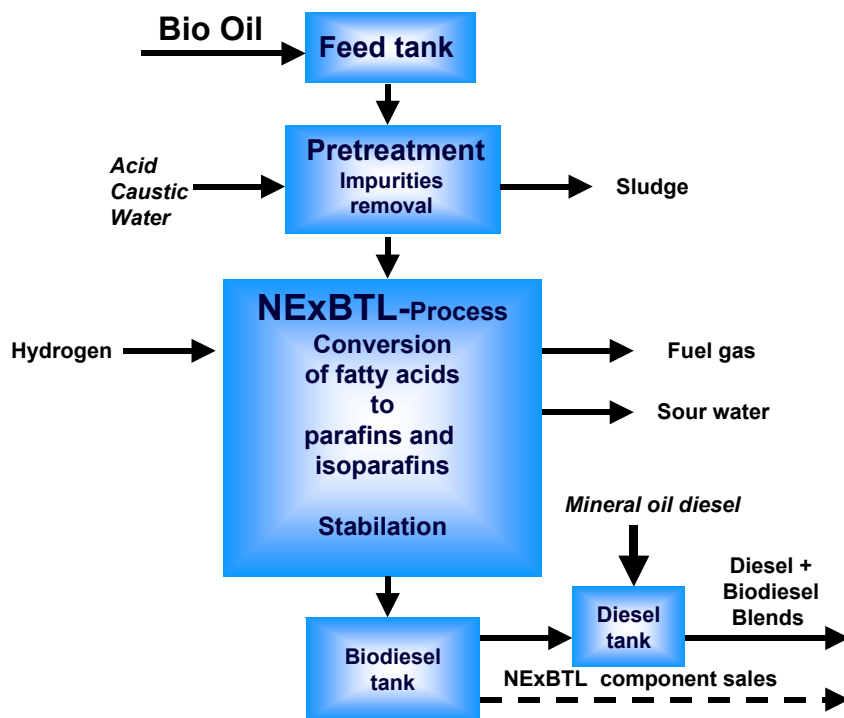 Bio Oil
Feed tank
Pretreatment
Impurities
removal
Acid
Caustic
Water
Sludge
NExBTL-Process
Conversion
of fatty acids
to
parafins and
isoparafins
Stabilation
Hydrogen
Fuel gas
Sour water
Mineral oil diesel
Diesel +
Biodiesel
Blends
Diesel
tank
Biodiesel
tank
NExBTL component sales